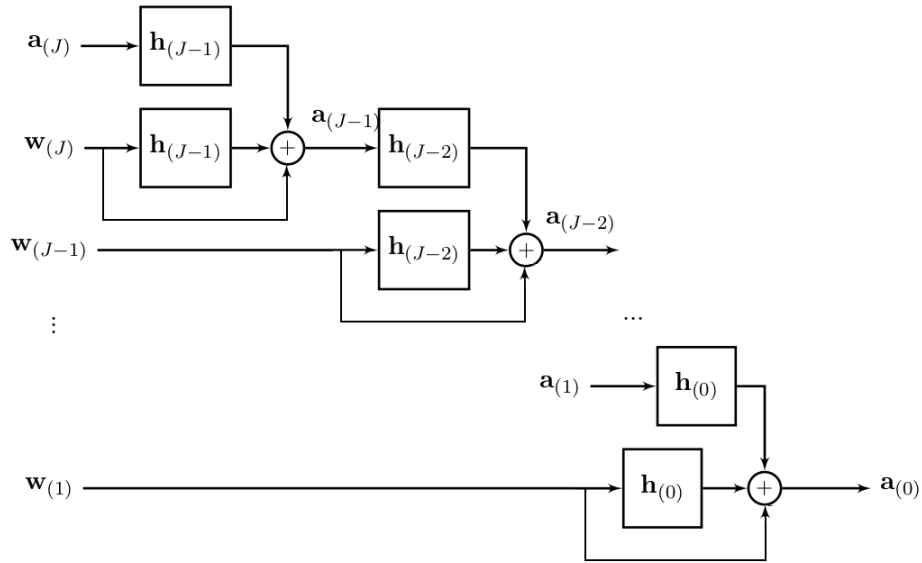 a(J)
h(J−1)
w(J)
h(J−1)
+
a(J−1)
h(J−2)
w(J−1)
h(J−2)
+
a(J−2)
⋮
...
a(1)
h(0)
w(1)
h(0)
+
a(0)